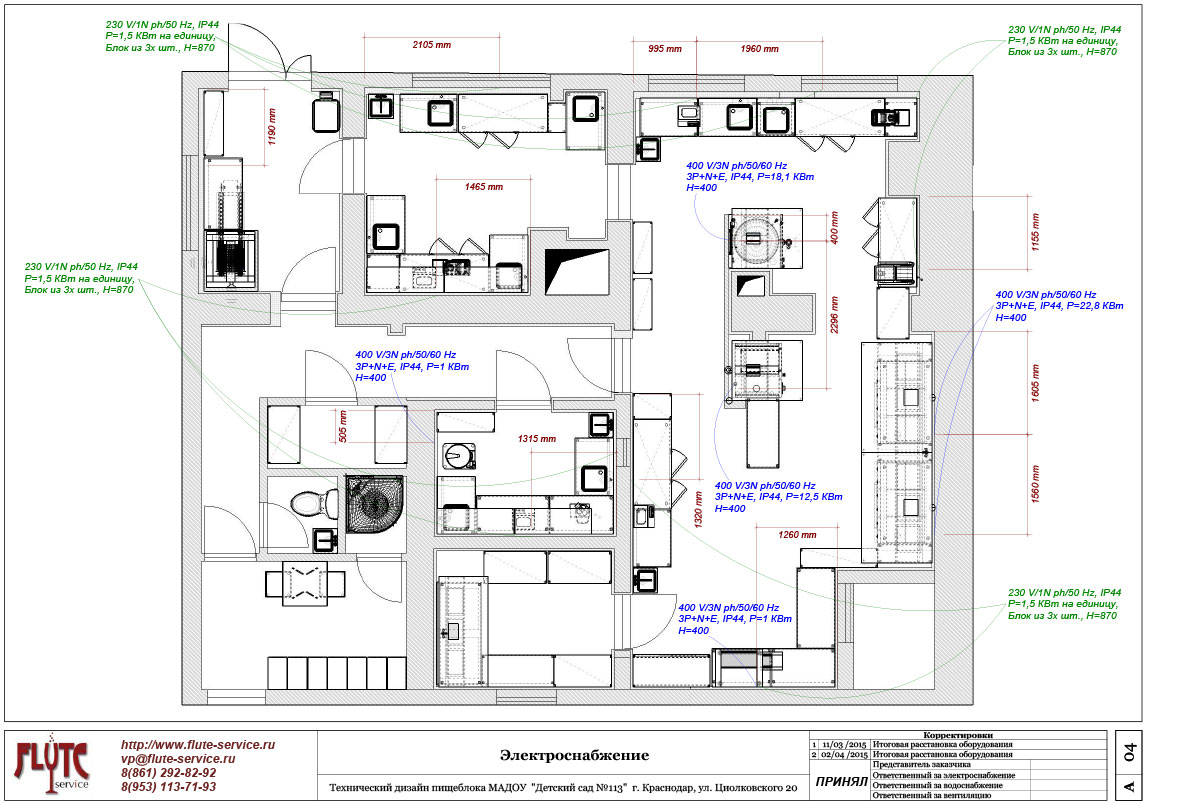 230 V/1N ph/50 Hz, IP44
P=1,5 КВт на единицу,
Блок из 3х шт., H=870
2105 mm
995 mm
1960 mm
230 V/1N ph/50 Hz, IP44
P=1,5 КВт на единицу,
Блок из 3х шт., H=870
1190 mm
1465 mm
400 V/3N ph/50/60 Hz
3P+N+E, IP44, P=18,1 КВт
H=400
400 mm
1155 mm
230 V/1N ph/50 Hz, IP44
P=1,5 КВт на единицу,
Блок из 3х шт., H=870
400 V/3N ph/50/60 Hz
3P+N+E, IP44, P=22,8 КВт
H=400
2296 mm
400 V/3N ph/50/60 Hz
3P+N+E, IP44, P=1 КВт
H=400
1605 mm
505 mm
1315 mm
400 V/3N ph/50/60 Hz
3P+N+E, IP44, P=12,5 КВт
H=400
1320 mm
1560 mm
1260 mm
400 V/3N ph/50/60 Hz
3P+N+E, IP44, P=1 КВт
H=400
230 V/1N ph/50 Hz, IP44
P=1,5 КВт на единицу,
Блок из 3х шт., H=870
FLUTE
service
http://www.flute-service.ru
vp@flute-service.ru
8(861) 292-82-92
8(953) 113-71-93
Электроснабжение
Технический дизайн пищеблока МАДОУ "Детский сад №113" г. Краснодар, ул. Циолковского 20
Корректировки
1 11/03 /2015 Итоговая расстановка оборудования
2 02/04 /2015 Итоговая расстановка оборудования
ПРИНЯЛ
Представитель заказчика
Ответственный за электроснабжение
Ответственный за водоснабжение
Ответственный за вентиляцию
A 04